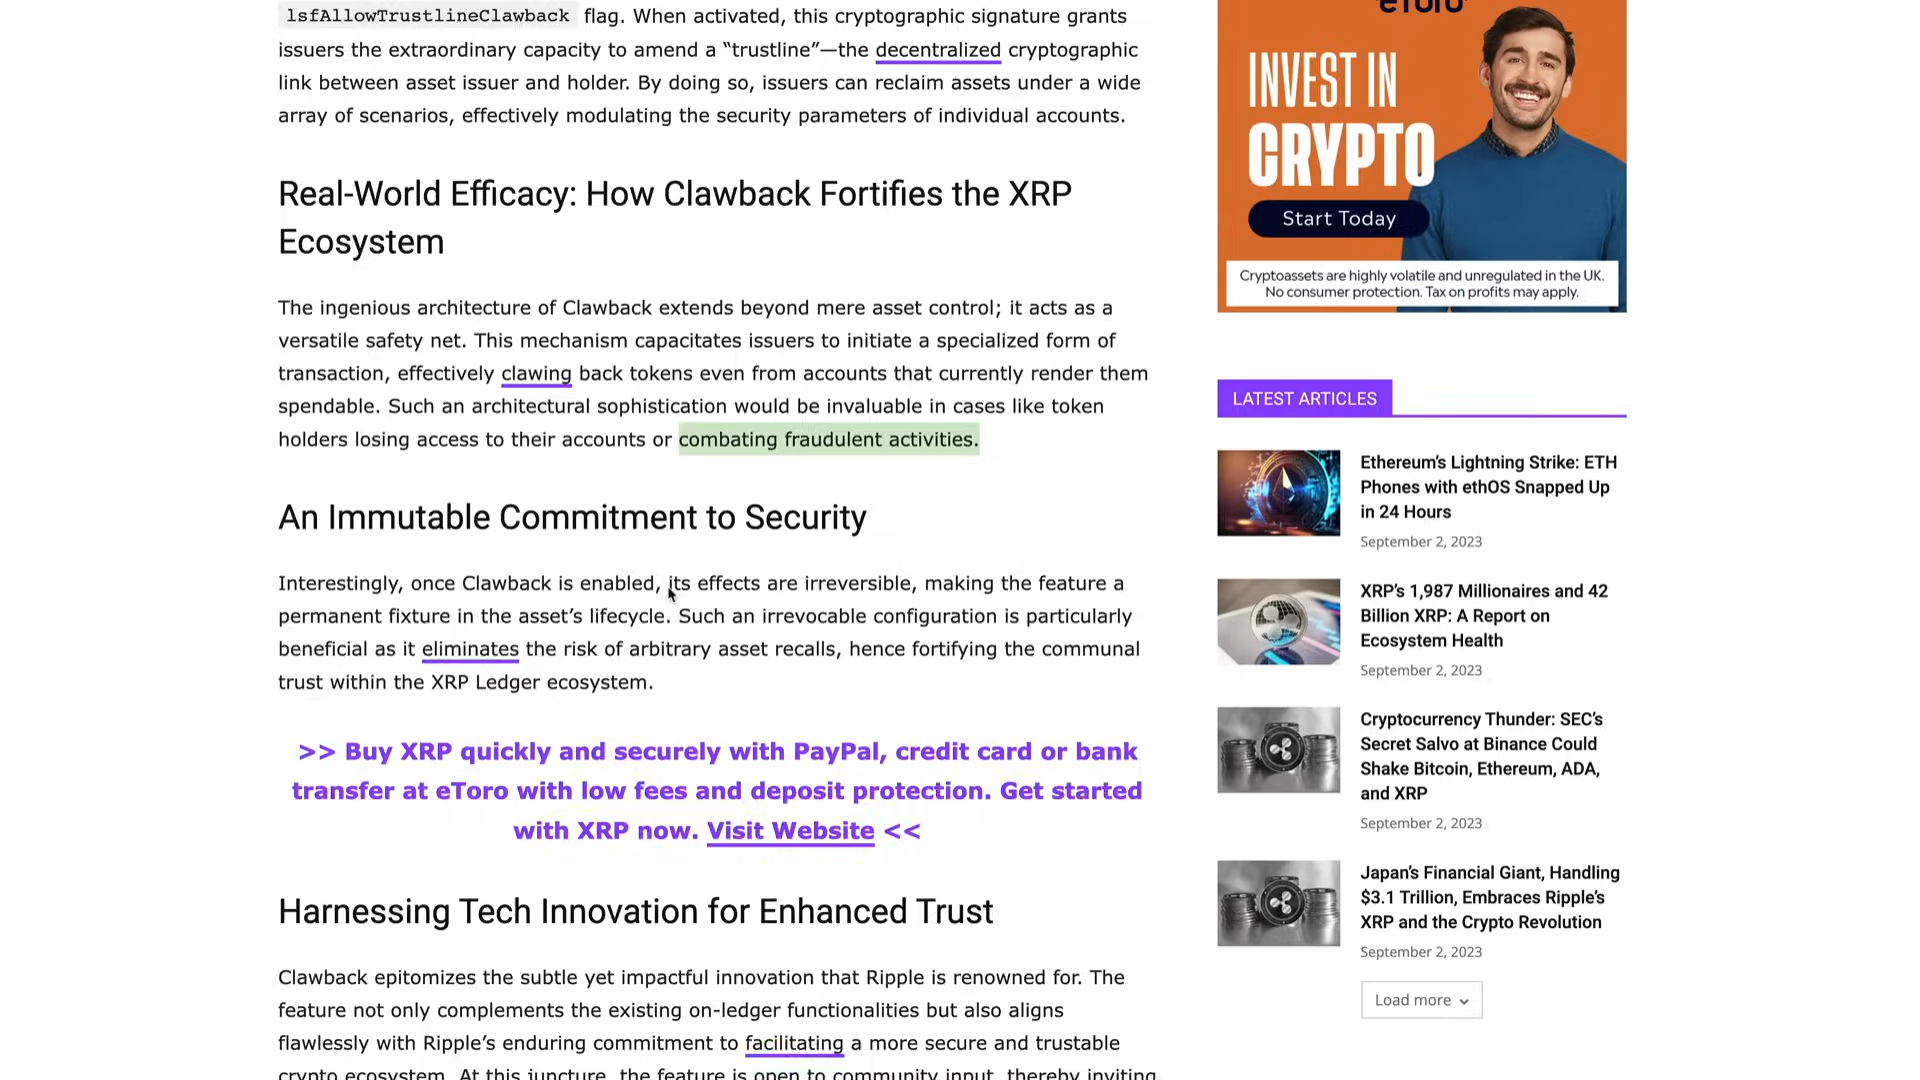 lsfAllowTrustlineClawback flag. When activated, this cryptographic signature grants
issuers the extraordinary capacity to amend a “trustline”—the decentralized cryptographic
link between asset issuer and holder. By doing so, issuers can reclaim assets under a wide
array of scenarios, effectively modulating the security parameters of individual accounts.
Real-World Efficacy: How Clawback Fortifies the XRP
Ecosystem
The ingenious architecture of Clawback extends beyond mere asset control; it acts as a
versatile safety net. This mechanism capacitates issuers to initiate a specialized form of
transaction, effectively clawing back tokens even from accounts that currently render them
spendable. Such an architectural sophistication would be invaluable in cases like token
holders losing access to their accounts or combating fraudulent activities.
An Immutable Commitment to Security
Interestingly, once Clawback is enabled, its effects are irreversible, making the feature a
permanent fixture in the asset’s lifecycle. Such an irrevocable configuration is particularly
beneficial as it eliminates the risk of arbitrary asset recalls, hence fortifying the communal
trust within the XRP Ledger ecosystem.
>> Buy XRP quickly and securely with PayPal, credit card or bank
transfer at eToro with low fees and deposit protection. Get started
with XRP now. Visit Website <<
Harnessing Tech Innovation for Enhanced Trust
Clawback epitomizes the subtle yet impactful innovation that Ripple is renowned for. The
feature not only complements the existing on-ledger functionalities but also aligns
flawlessly with Ripple’s enduring commitment to facilitating a more secure and trustable
crypto ecosystem. At this juncture, the feature is open to community input, thereby inviting
eToro
INVEST IN
CRYPTO
Start Today
Cryptoassets are highly volatile and unregulated in the UK.
No consumer protection. Tax on profits may apply.
LATEST ARTICLES
Ethereum’s Lightning Strike: ETH
Phones with ethOS Snapped Up
in 24 Hours
September 2, 2023
XRP’s 1,987 Millionaires and 42
Billion XRP: A Report on
Ecosystem Health
September 2, 2023
Cryptocurrency Thunder: SEC’s
Secret Salvo at Binance Could
Shake Bitcoin, Ethereum, ADA,
and XRP
September 2, 2023
Japan’s Financial Giant, Handling
$3.1 Trillion, Embraces Ripple’s
XRP and the Crypto Revolution
September 2, 2023
Load more